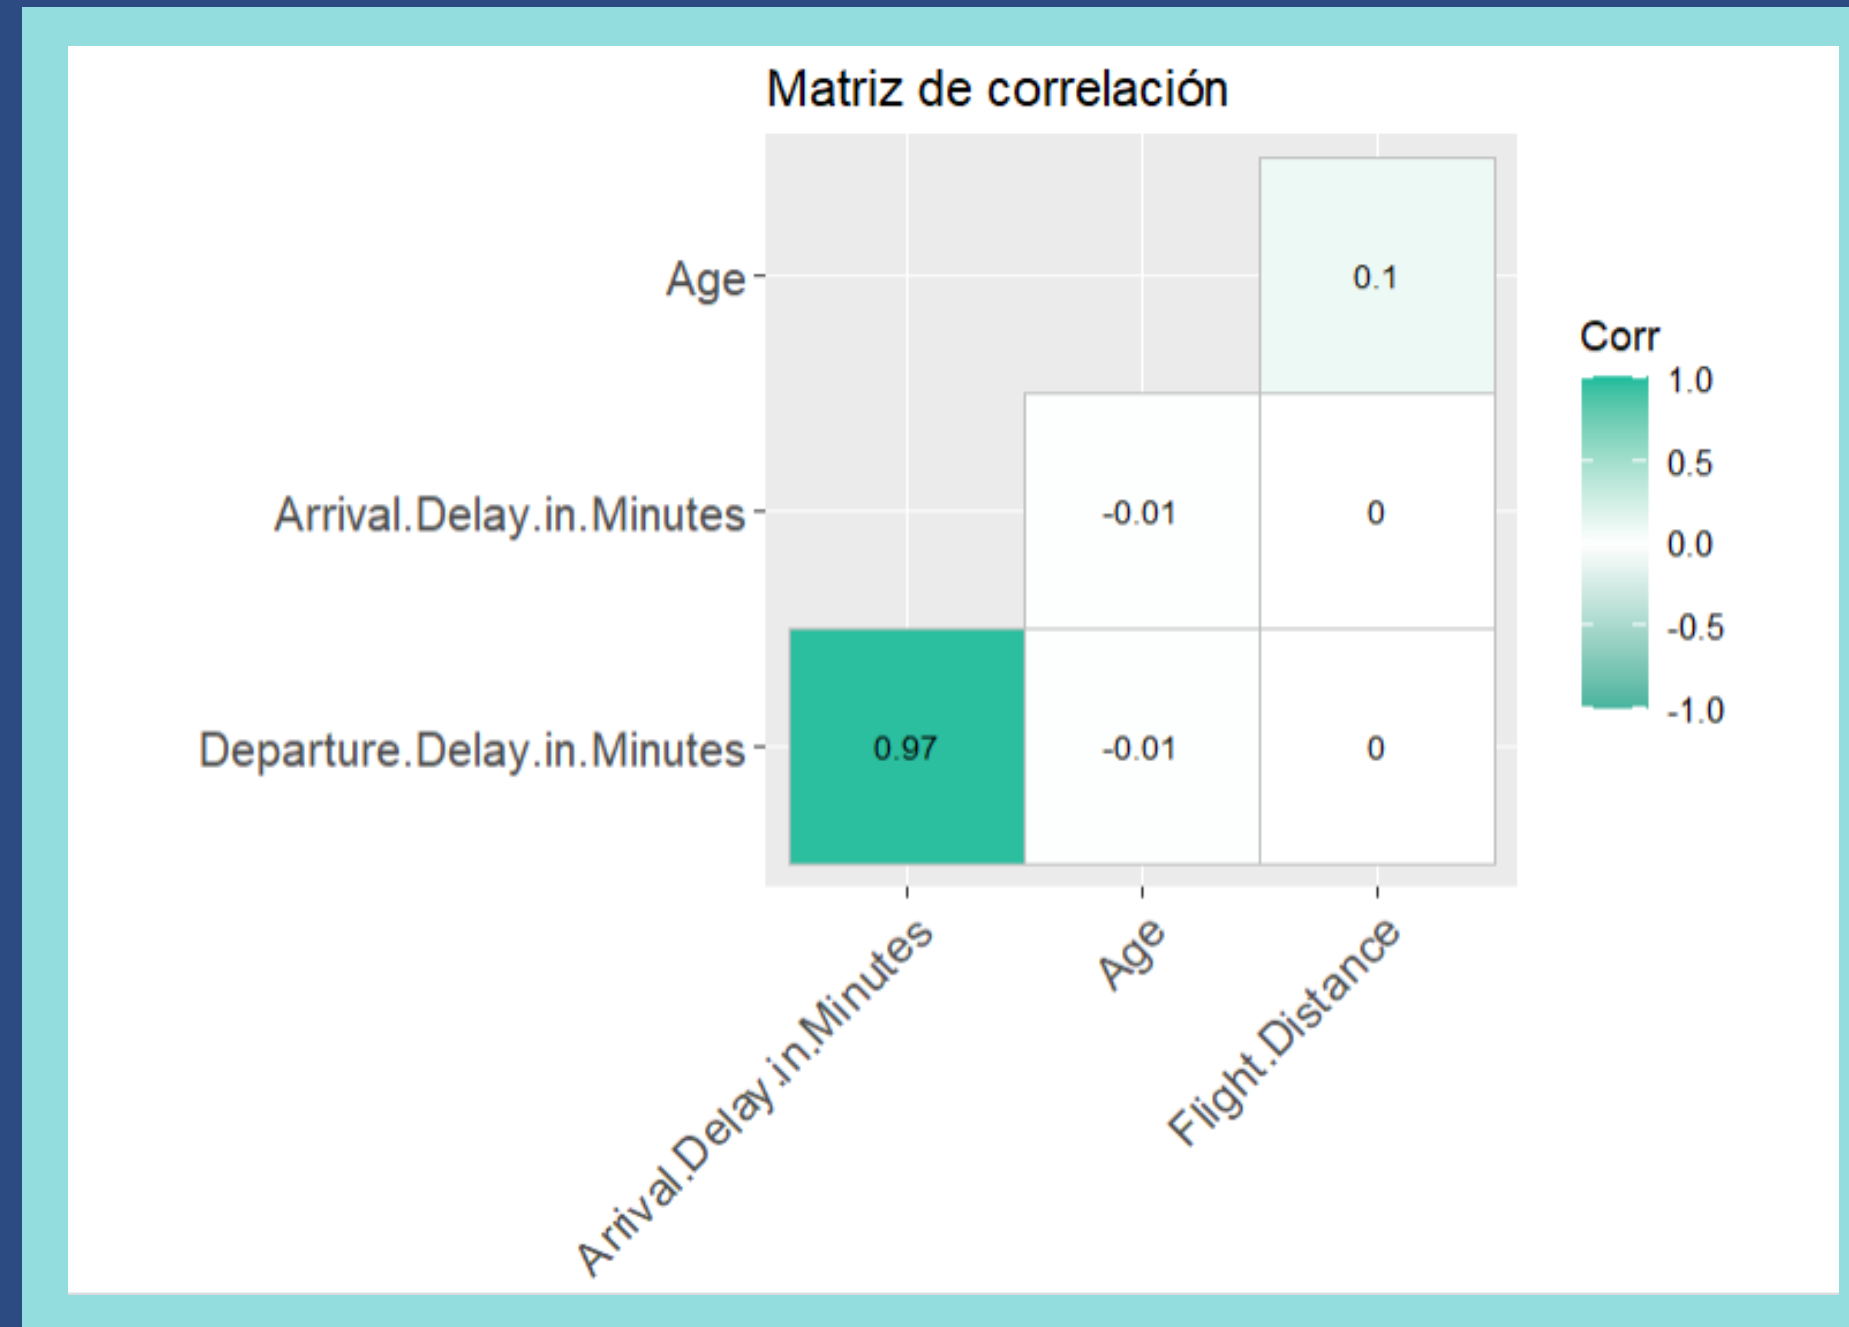 Matriz de correlación
Age
0.1
Arrival.Delay.in.Minutes
-0.01
0
Departure.Delay.in.Minutes
0.97
-0.01
0
Arrival.Delay.in.Minutes
Age
Flight.Distance
Corr
1.0
0.5
0.0
-0.5
-1.0